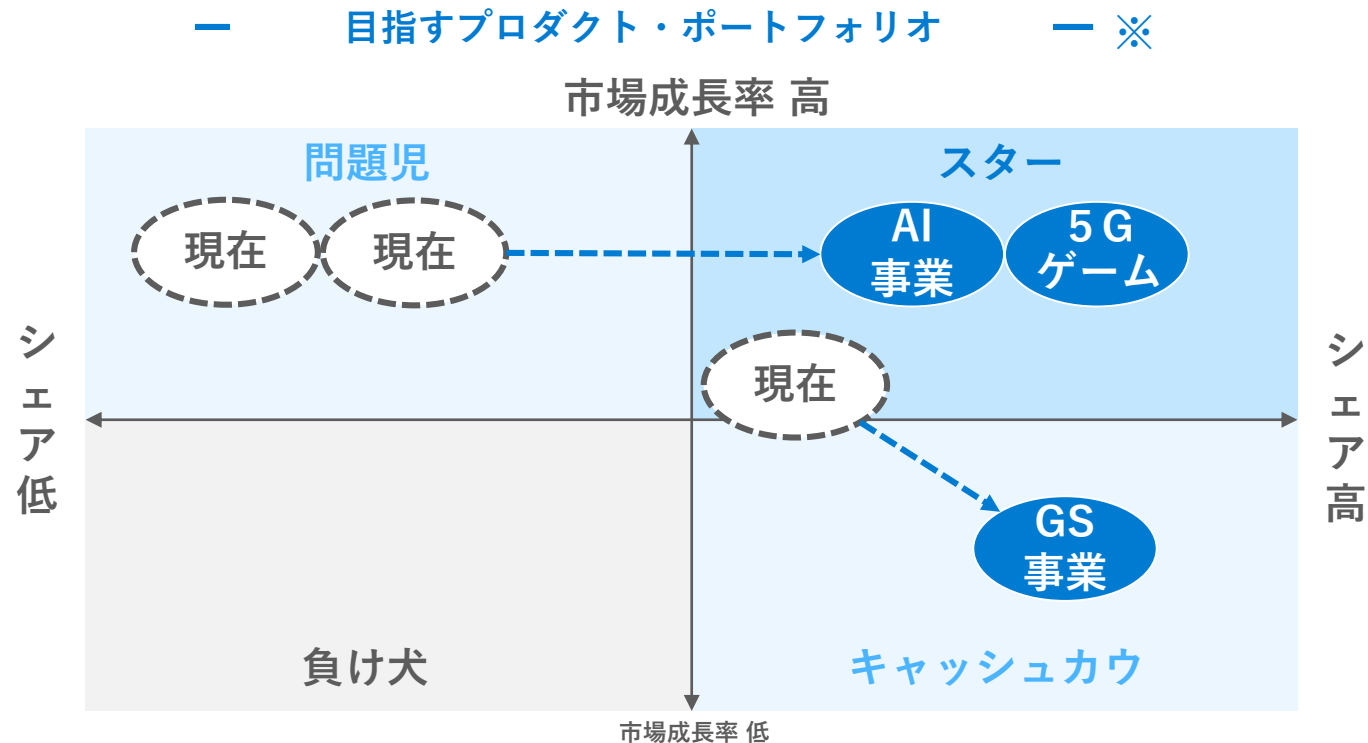 目指すプロダクト・ポートフォリオ ※
市場成長率 高
問題児
スター
現在
現在
AI
事業
5G
ゲーム
シェア低
シェア高
現在
GS
事業
負け犬
キャッシュカウ
市場成長率 低